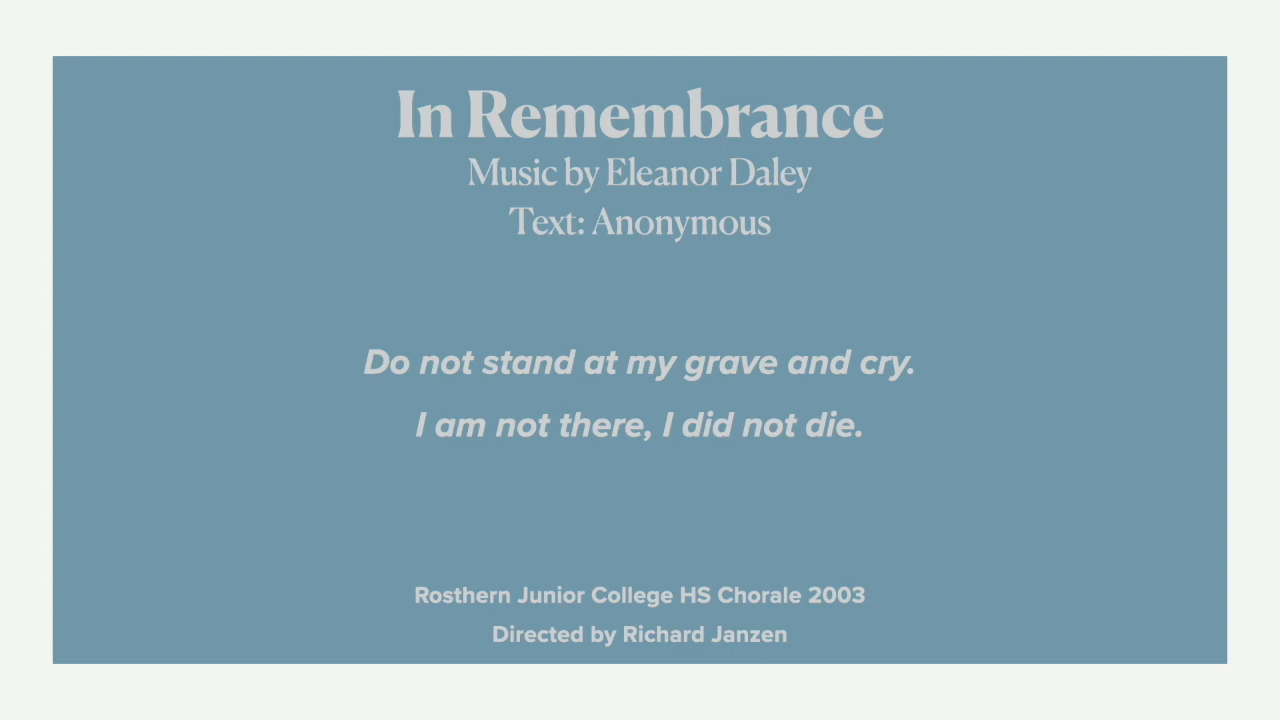 In Remembrance
Music by Eleanor Daley
Text: Anonymous
Do not stand at my grave and cry.
I am not there, I did not die.
Rosthern Junior College HS Chorale 2003
Directed by Richard Janzen